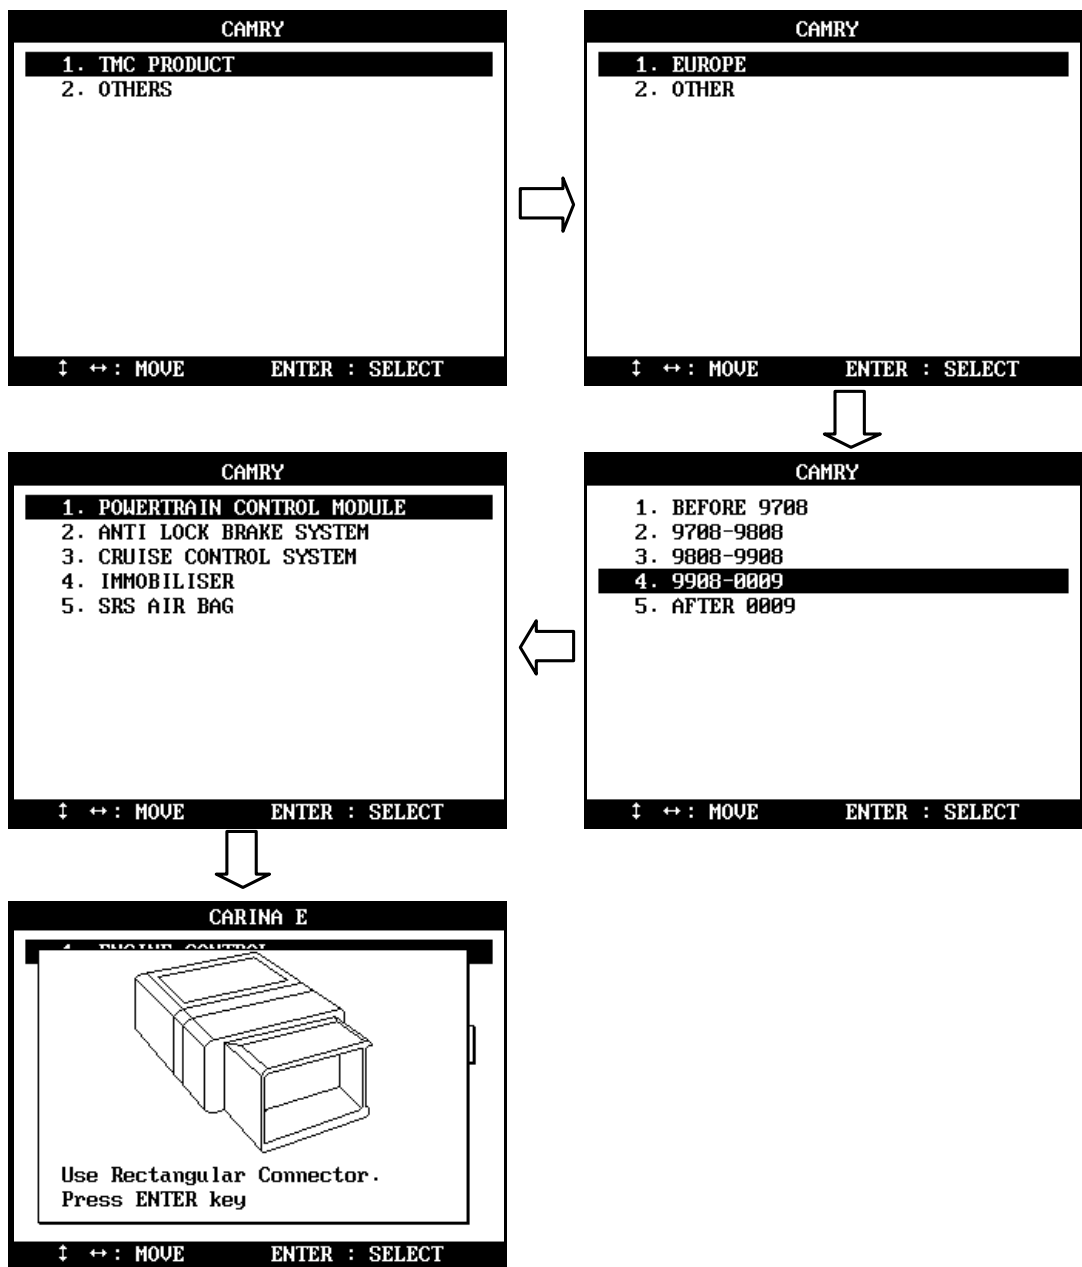 CAMRY
1. TMC PRODUCT
2. OTHERS
↕ ↔: MOVE ENTER : SELECT
CAMRY
1. EUROPE
2. OTHER
↕ ↔: MOVE ENTER : SELECT
CAMRY
1. BEFORE 9708
2. 9708-9808
3. 9808-9908
4. 9908-0009
5. AFTER 0009
↕ ↔: MOVE ENTER : SELECT
CAMRY
1. POWERTRAIN CONTROL MODULE
2. ANTI LOCK BRAKE SYSTEM
3. CRUISE CONTROL SYSTEM
4. IMMOBILISER
5. SRS AIR BAG
↕ ↔: MOVE ENTER : SELECT
CARINA E
1. ENGINE CONTROL
Use Rectangular Connector.
Press ENTER key
↕ ↔: MOVE ENTER : SELECT